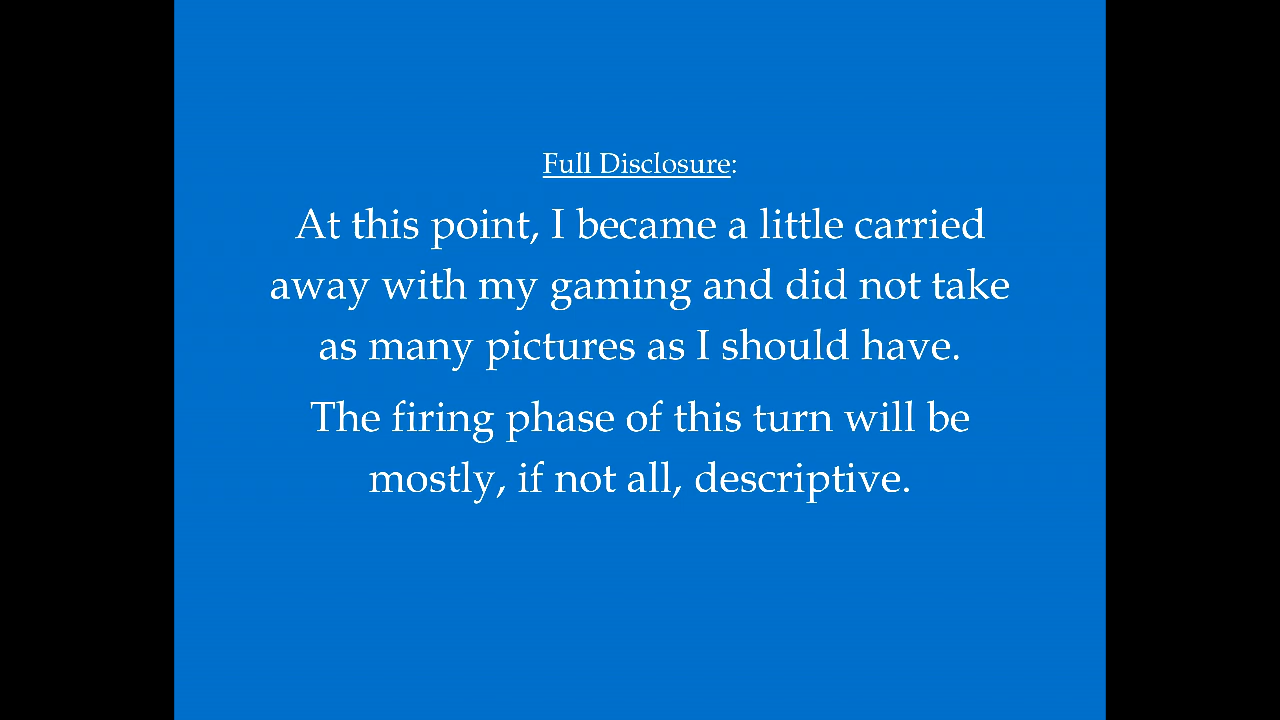 Full Disclosure:
At this point, I became a little carried
away with my gaming and did not take
as many pictures as I should have.
The firing phase of this turn will be
mostly, if not all, descriptive.